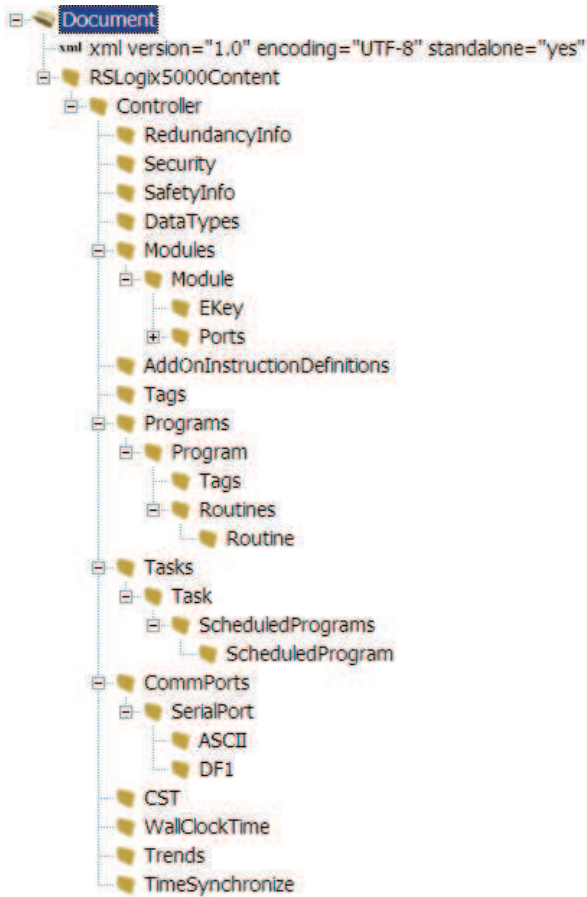 Document
xml xml version="1.0" encoding="UTF-8" standalone="yes"
RSLogix5000Content
Controller
RedundancyInfo
Security
SafetyInfo
DataTypes
Modules
Module
EKey
Ports
AddOnInstructionDefinitions
Tags
Programs
Program
Tags
Routines
Routine
Tasks
Task
ScheduledPrograms
ScheduledProgram
CommPorts
SerialPort
ASCII
DF1
CST
WallClockTime
Trends
TimeSynchronize